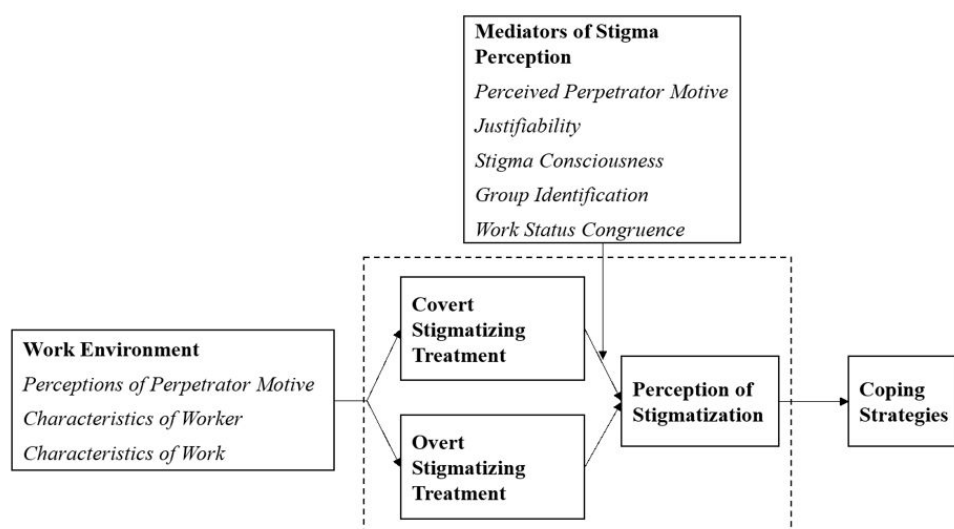 Mediators of Stigma
Perception
Perceived Perpetrator Motive
Justifiability
Stigma Consciousness
Group Identification
Work Status Congruence
Work Environment
Perceptions of Perpetrator Motive
Characteristics of Worker
Characteristics of Work
Covert
Stigmatizing
Treatment
Overt
Stigmatizing
Treatment
Perception of
Stigmatization
Coping
Strategies